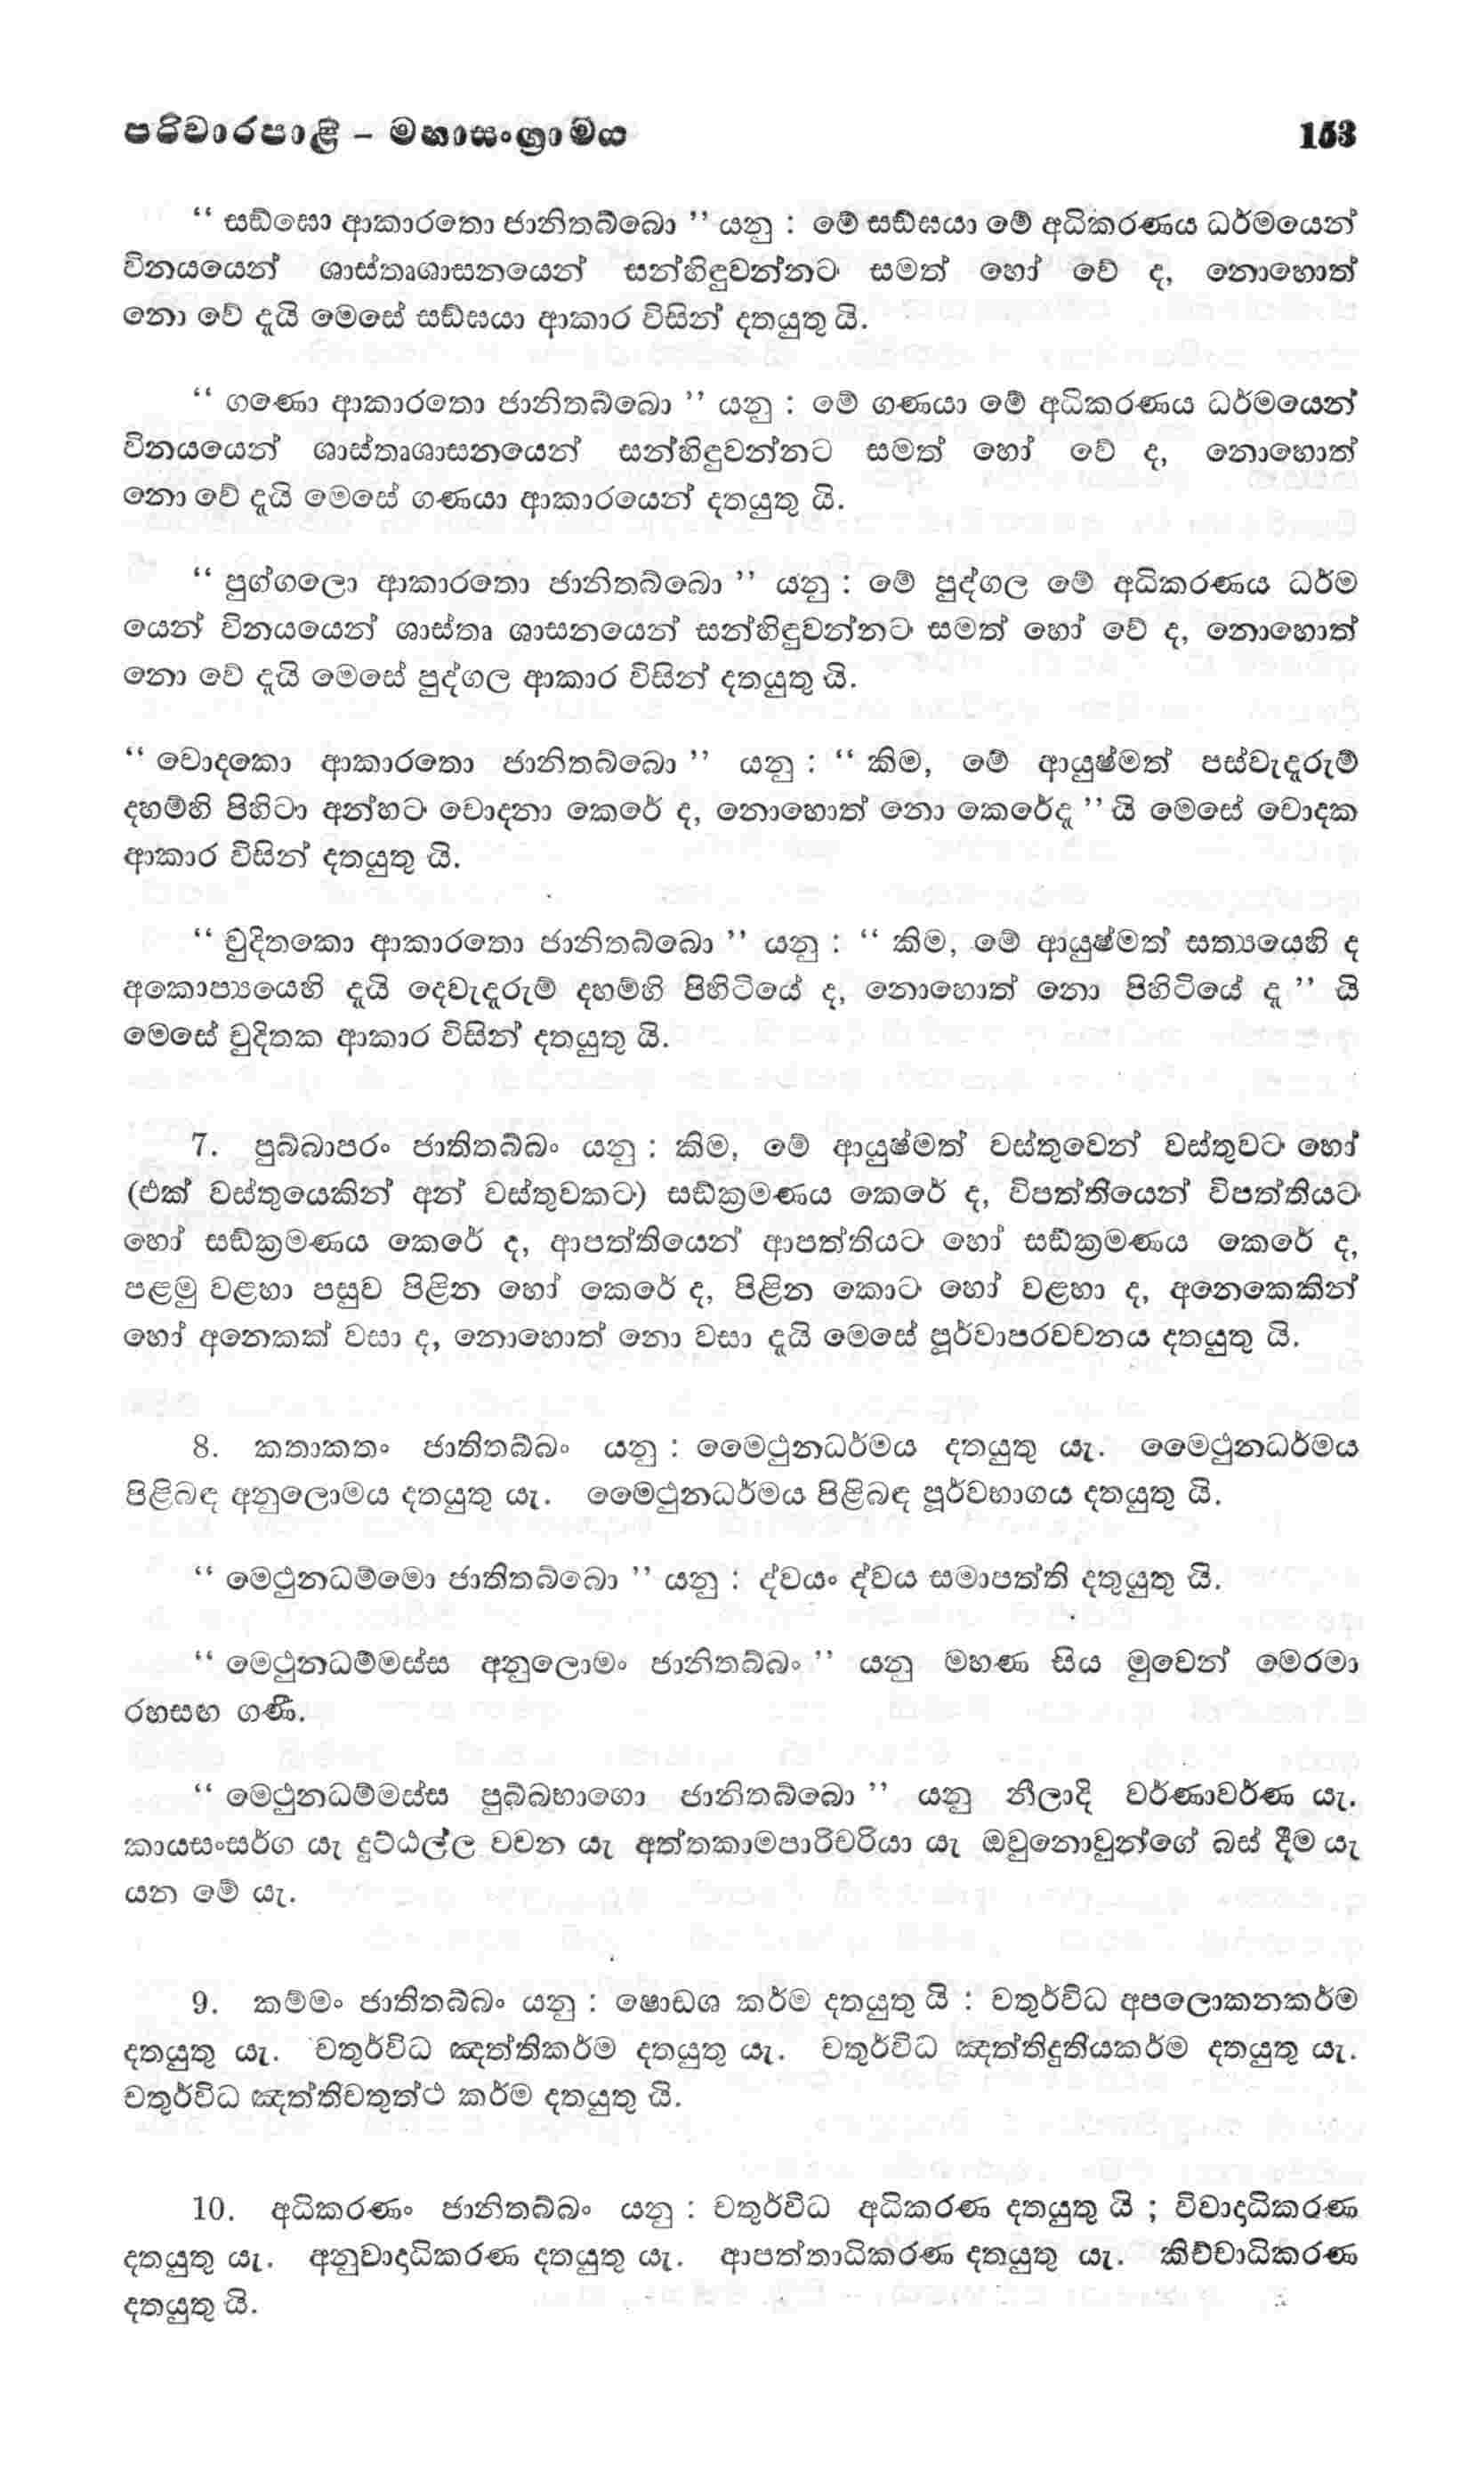 පරිවාරපාළි – මහාසංග්‍රාමය 153
“ සඞ්ඝො ආකාරතො ජානිතබ්බො ” යනු : මේ සඞ්ඝයා මේ අධිකරණය ධර්මයෙන්
විනයයෙන් ශාස්තෘශාසනයෙන් සන්හිඳුවන්නට සමත් හෝ වේ ද, නොහොත්
නො වේ දැයි මෙසේ සඞ්ඝයා ආකාර විසින් දතයුතු යි.
“ ගණො ආකාරතො ජානිතබ්බො ” යනු : මේ ගණයා මේ අධිකරණය ධර්මයෙන්
විනයයෙන් ශාස්තෘශාසනයෙන් සන්හිඳුවන්නට සමත් හෝ වේ ද, නොහොත්
නො වේ දැයි මෙසේ ගණයා ආකාරයෙන් දතයුතු යි.
“ පුග්ගලො ආකාරතො ජානිතබ්බො ” යනු : මේ පුද්ගල මේ අධිකරණය ධර්ම
යෙන් විනයයෙන් ශාස්තෘ ශාසනයෙන් සන්හිඳුවන්නට සමත් හෝ වේ ද, නොහොත්
නො වේ දැයි මෙසේ පුද්ගල ආකාර විසින් දතයුතු යි.
“ චොදකො ආකාරතො ජානිතබ්බො ” යනු : “ කිම, මේ ආයුෂ්මත් පස්වැදෑරුම්
දහම්හි පිහිටා අන්හට චොදනා කෙරේ ද, නොහොත් නො කෙරේදැ ” යි මෙසේ චොදක
ආකාර විසින් දතයුතු යි.
“ චුදිතකො ආකාරතො ජානිතබ්බො ” යනු : “ කිම, මේ ආයුෂ්මත් සත්‍යයෙහි ද
අකොප්‍යයෙහි දැයි දෙවැදෑරුම් දහම්හි පිහිටියේ ද, නොහොත් නො පිහිටියේ දැ ” යි
මෙසේ චුදිතක ආකාර විසින් දතයුතු යි.
7. පුබ්බාපරං ජාතිතබ්බං යනු : කිම, මේ ආයුෂ්මත් වස්තුවෙන් වස්තුවට හෝ
(එක් වස්තුයෙකින් අන් වස්තුවකට) සඞ්ක්‍රමණය කෙරේ ද, විපත්තියෙන් විපත්තියට
හෝ සඞ්ක්‍රමණය කෙරේ ද, ආපත්තියෙන් ආපත්තියට හෝ සඞ්ක්‍රමණය කෙරේ ද,
පළමු වළහා පසුව පිළින හෝ කෙරේ ද, පිළින කොට හෝ වළහා ද, අනෙකෙකින්
හෝ අනෙකක් වසා ද, නොහොත් නො වසා දැයි මෙසේ පූර්වාපරවචනය දතයුතු යි.
8. කතාකතං ජාතිතබ්බං යනු : මෛථුනධර්මය දතයුතු යැ. මෛථුනධර්මය
පිළිබඳ අනුලොමය දතයුතු යැ. මෛථුනධර්මය පිළිබඳ පූර්වභාගය දතයුතු යි.
“ මෙථුනධම්මො ජාතිතබ්බො ” යනු : ද්වයං ද්වය සමාපත්ති දතුයුතු යි.
“ මෙථුනධම්මස්ස අනුලොමං ජානිතබ්බං ” යනු මහණ සිය මුවෙන් මෙරමා
රහසඟ ගණී.
“ මෙථුනධම්මස්ස පුබ්බභාගො ජානිතබ්බො ” යනු නීලාදි වර්ණාවර්ණ යැ.
කායසංසර්ග යැ දුට්ඨල්ල වචන යැ අත්තකාමපාරිචරියා යැ ඔවුනොවුන්ගේ බස් දීම යැ
යන මේ යැ.
9. කම්මං ජාතිතබ්බං යනු : ෂොඩශ කර්ම දතයුතු යි : චතුර්විධ අපලොකනකර්ම
දතයුතු යැ. චතුර්විධ ඤත්තිකර්ම දතයුතු යැ. චතුර්විධ ඤත්තිදුතියකර්ම දතයුතු යැ.
චතුර්විධ ඤත්තිචතුත්ථ කර්ම දතයුතු යි.
10. අධිකරණං ජානිතබ්බං යනු : චතුර්විධ අධිකරණ දතයුතු යි ; විවාදාධිකරණ
දතයුතු යැ. අනුවාදාධිකරණ දතයුතු යැ. ආපත්තාධිකරණ දතයුතු යැ. කිච්චාධිකරණ
දතයුතු යි.